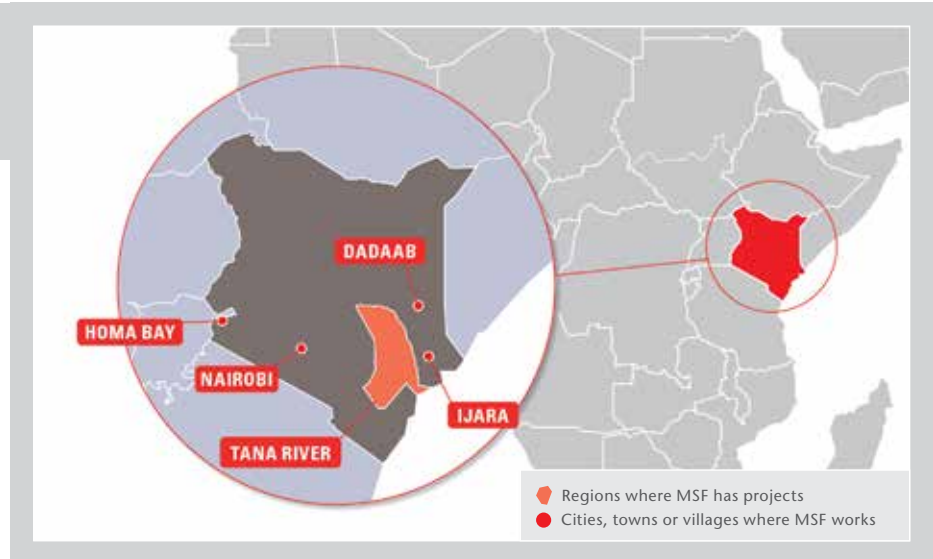 DADAAB
HOMA BAY
NAIROBI
IJARA
TANA RIVER
Regions where MSF has projects
Cities, towns or villages where MSF works